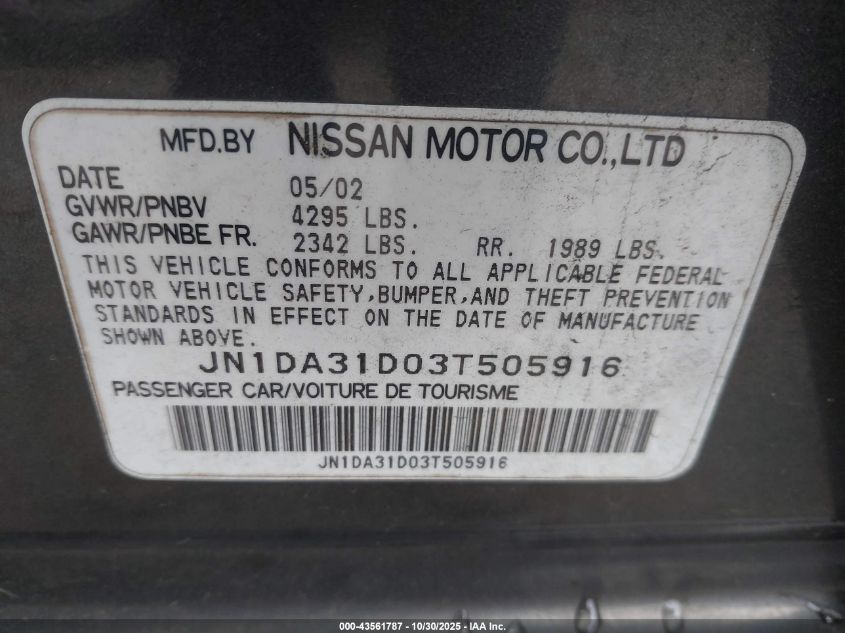 MFD.BY NISSAN MOTOR CO.,LTD
DATE 05/02
GVWR/PNBV 4295 LBS.
GAWR/PNBE FR. 2342 LBS. RR. 1989 LBS.
THIS VEHICLE CONFORMS TO ALL APPLICABLE FEDERAL
MOTOR VEHICLE SAFETY,BUMPER,AND THEFT PREVENTION
STANDARDS IN EFFECT ON THE DATE OF MANUFACTURE
SHOWN ABOVE.
JN1DA31D03T505916
PASSENGER CAR/VOITURE DE TOURISME
JN1DA31D03T505916
000-43561787 - 10/30/2025 - IAA Inc.